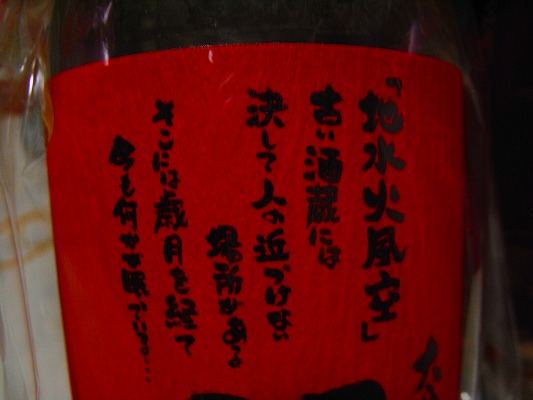 「地水火風空」
古い酒蔵には
決して人の近づけない
場所がある
そこには歳月を経て
今も何かが眠っている…